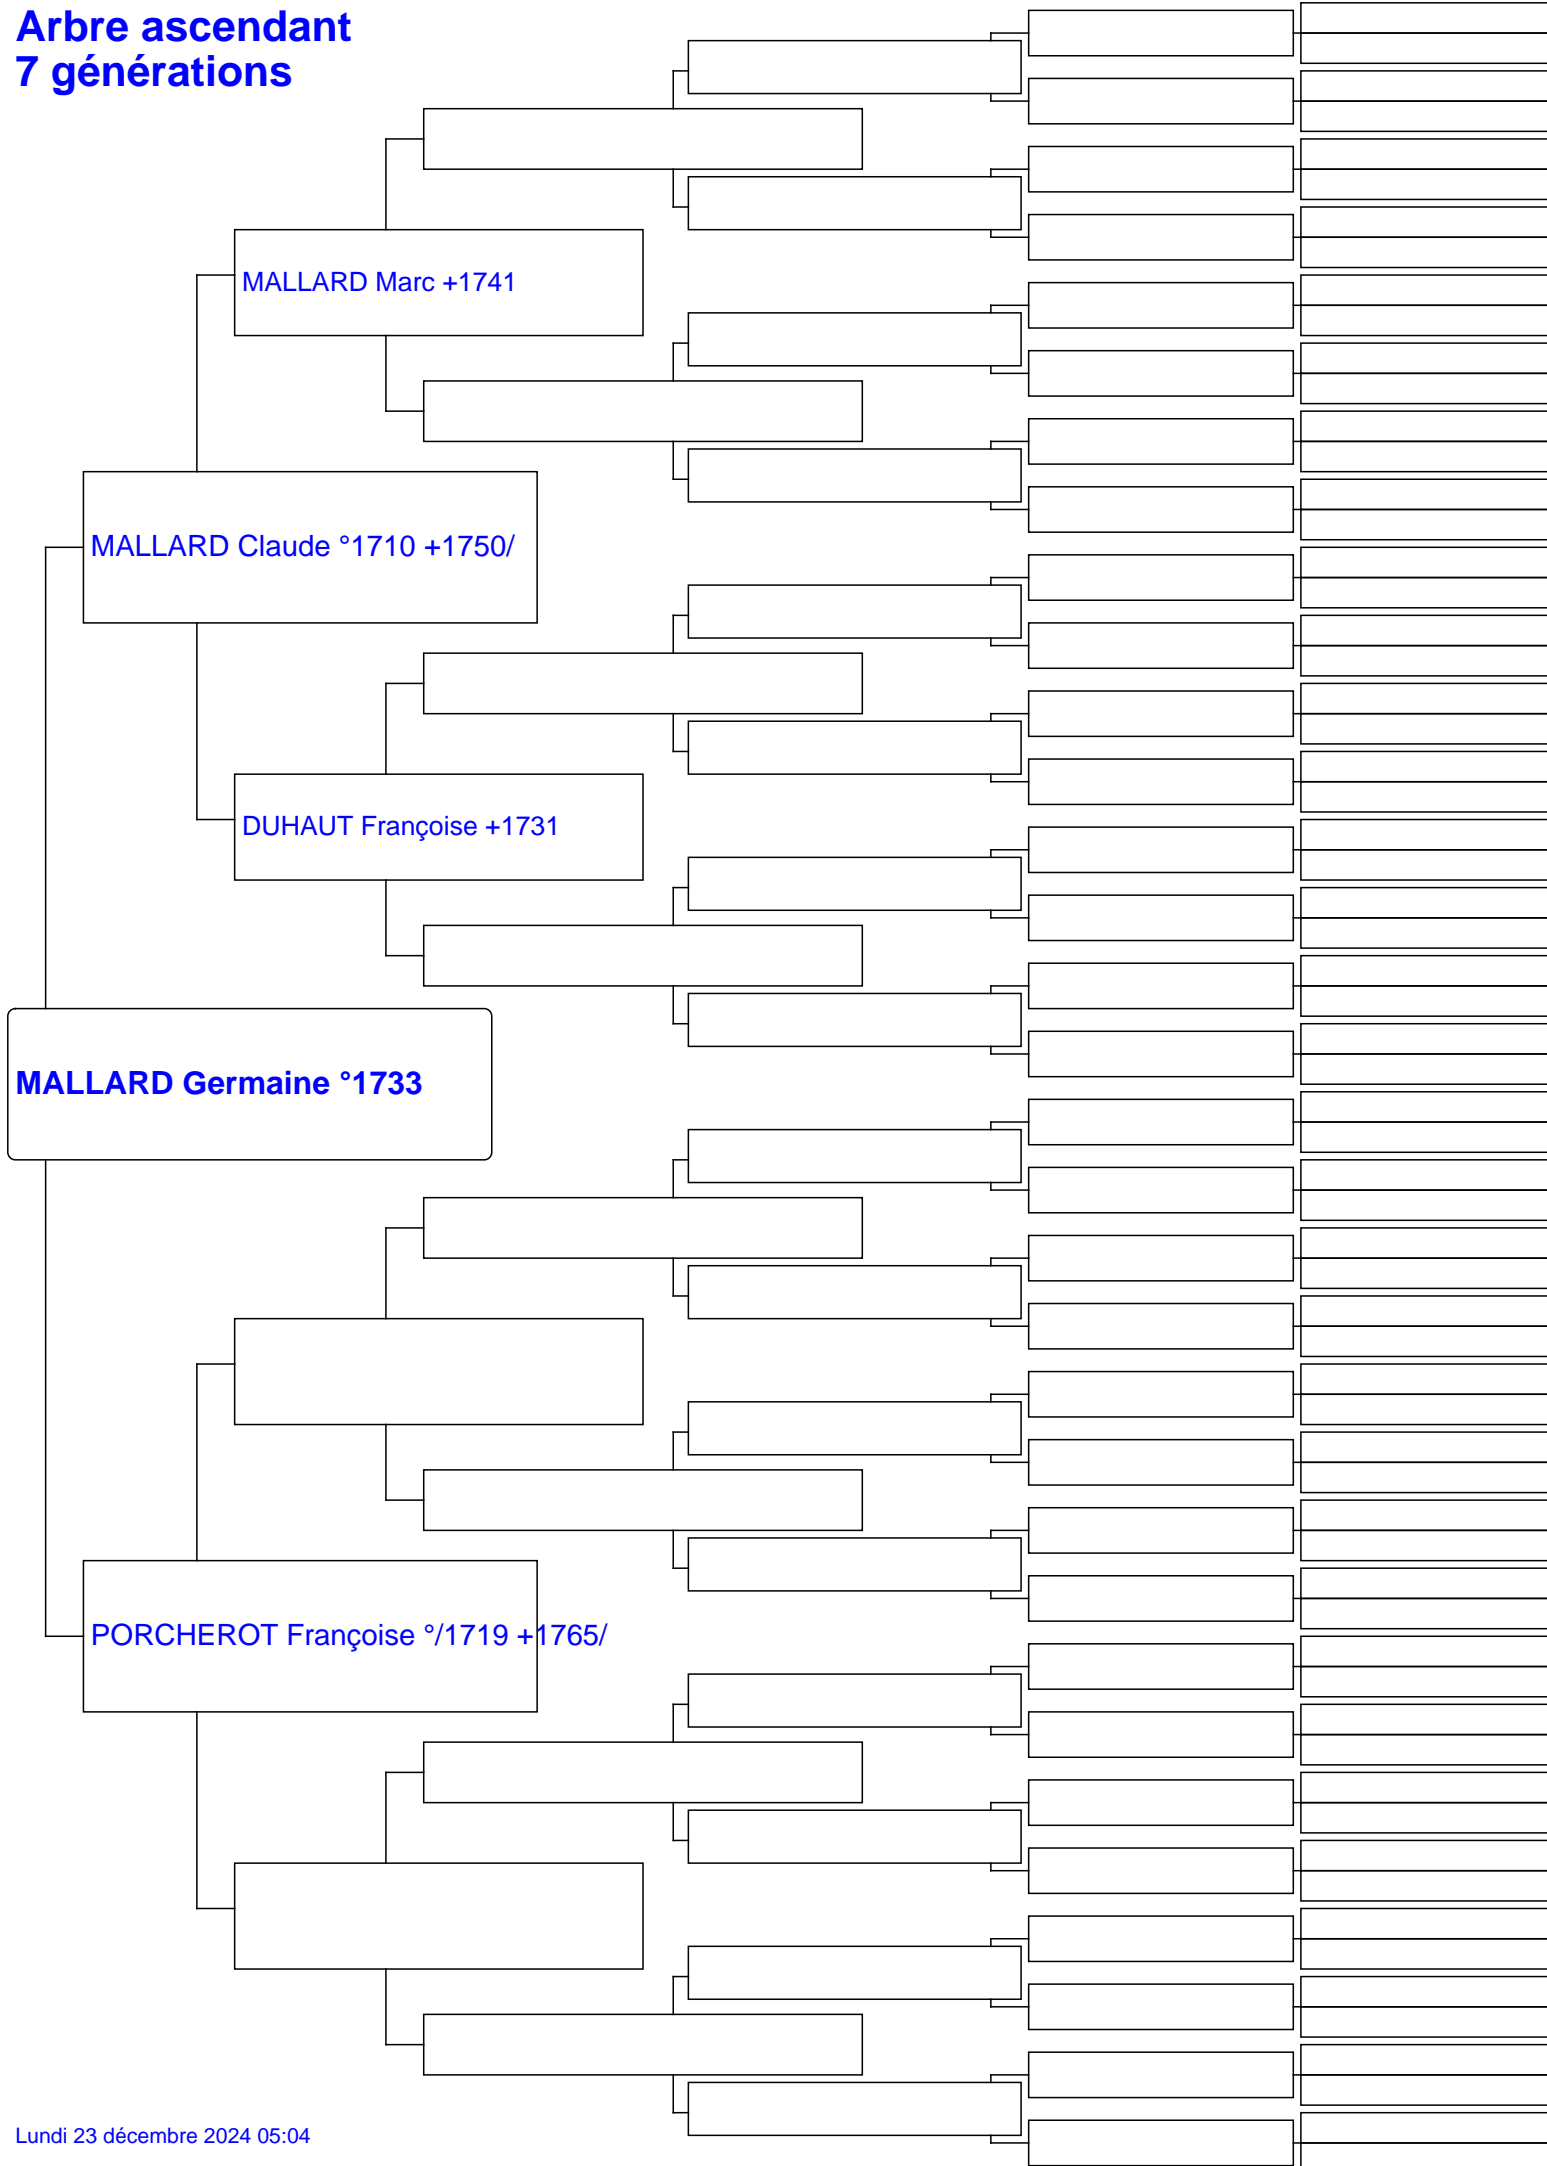 Arbre ascendant
7 générations
MALLARD Marc +1741
MALLARD Claude °1710 +1750/
DUHAUT Françoise +1731
MALLARD Germaine °1733
PORCHEROT Françoise °/1719 +1765/
Lundi 23 décembre 2024 05:04